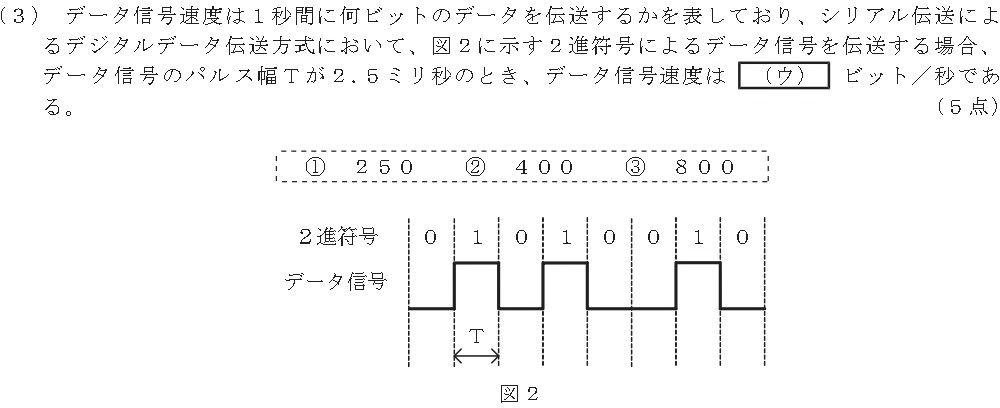 （３） データ信号速度は１秒間に何ビットのデータを伝送するかを表しており、シリアル伝送によ
るデジタルデータ伝送方式において、図２に示す２進符号によるデータ信号を伝送する場合、
データ信号のパルス幅Ｔが２.５ミリ秒のとき、データ信号速度は （ウ） ビット／秒であ
る。 （５点）
① ２５０ ② ４００ ③ ８００
２進符号 ０ １ ０ １ ０ ０ １ ０
データ信号
Ｔ
図２